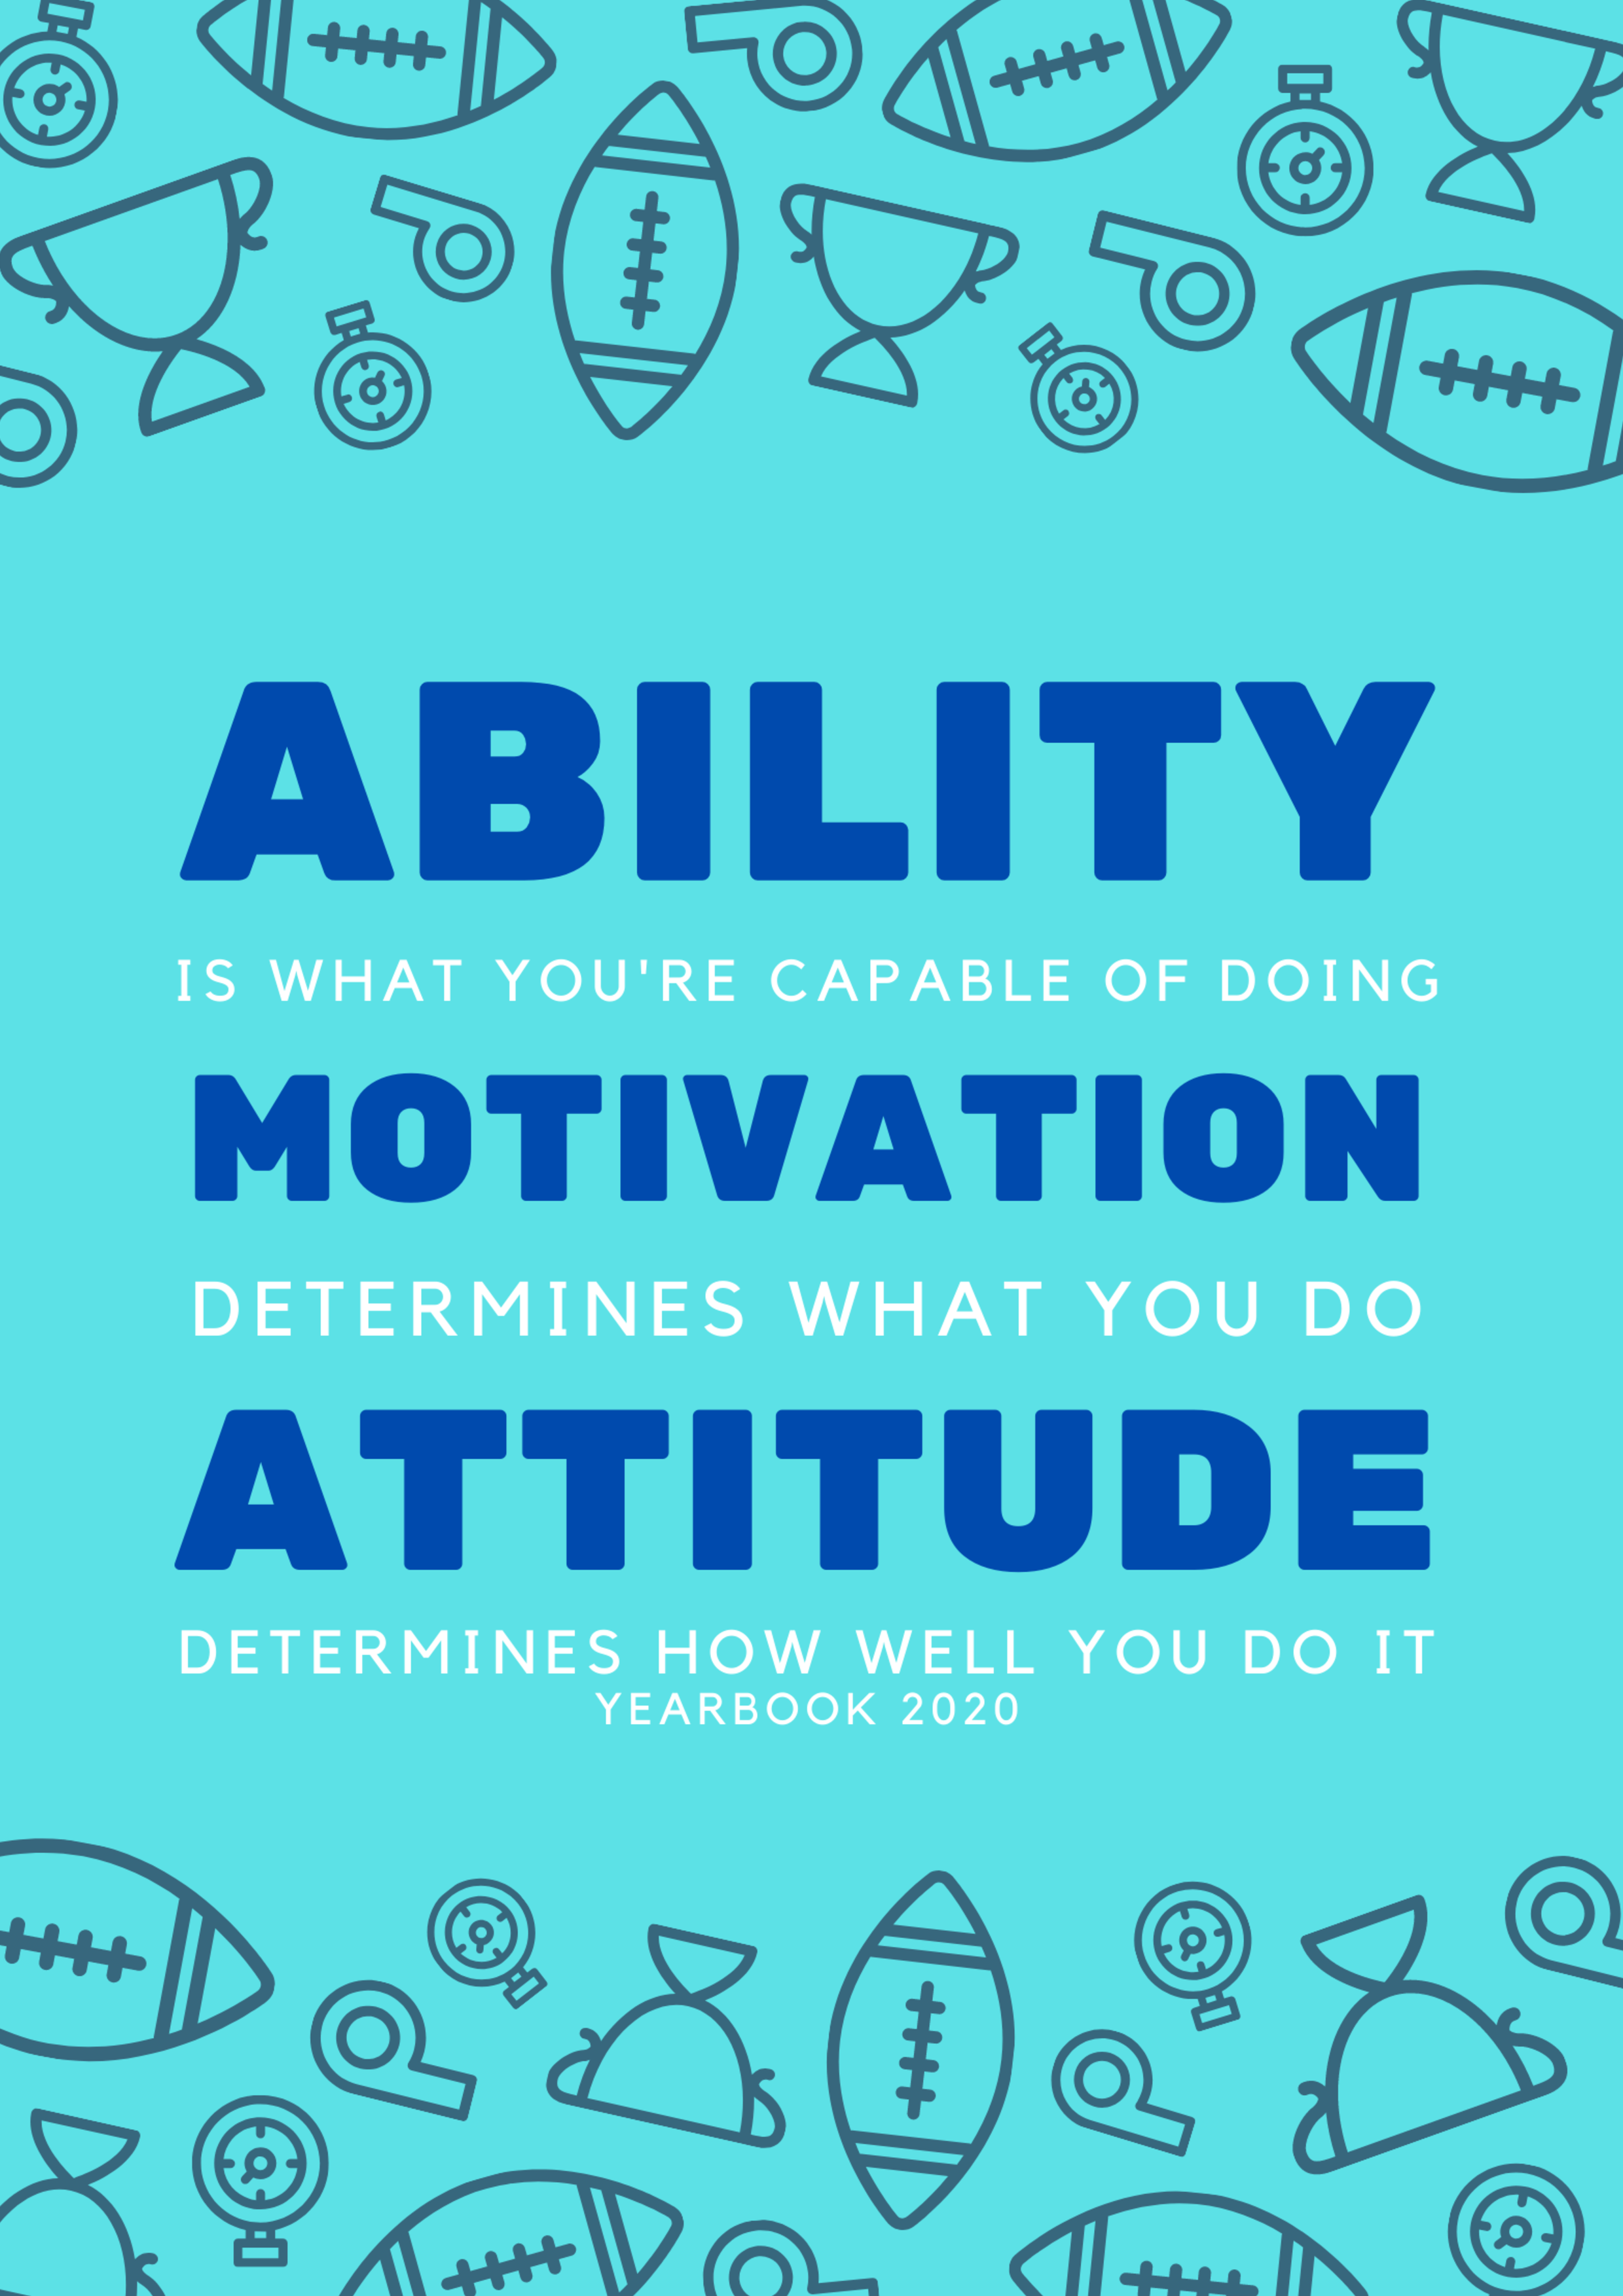 ABILITY
IS WHAT YOU'RE CAPABLE OF DOING
MOTIVATION
DETERMINES WHAT YOU DO
ATTITUDE
DETERMINES HOW WELL YOU DO IT
YEARBOOK 2020